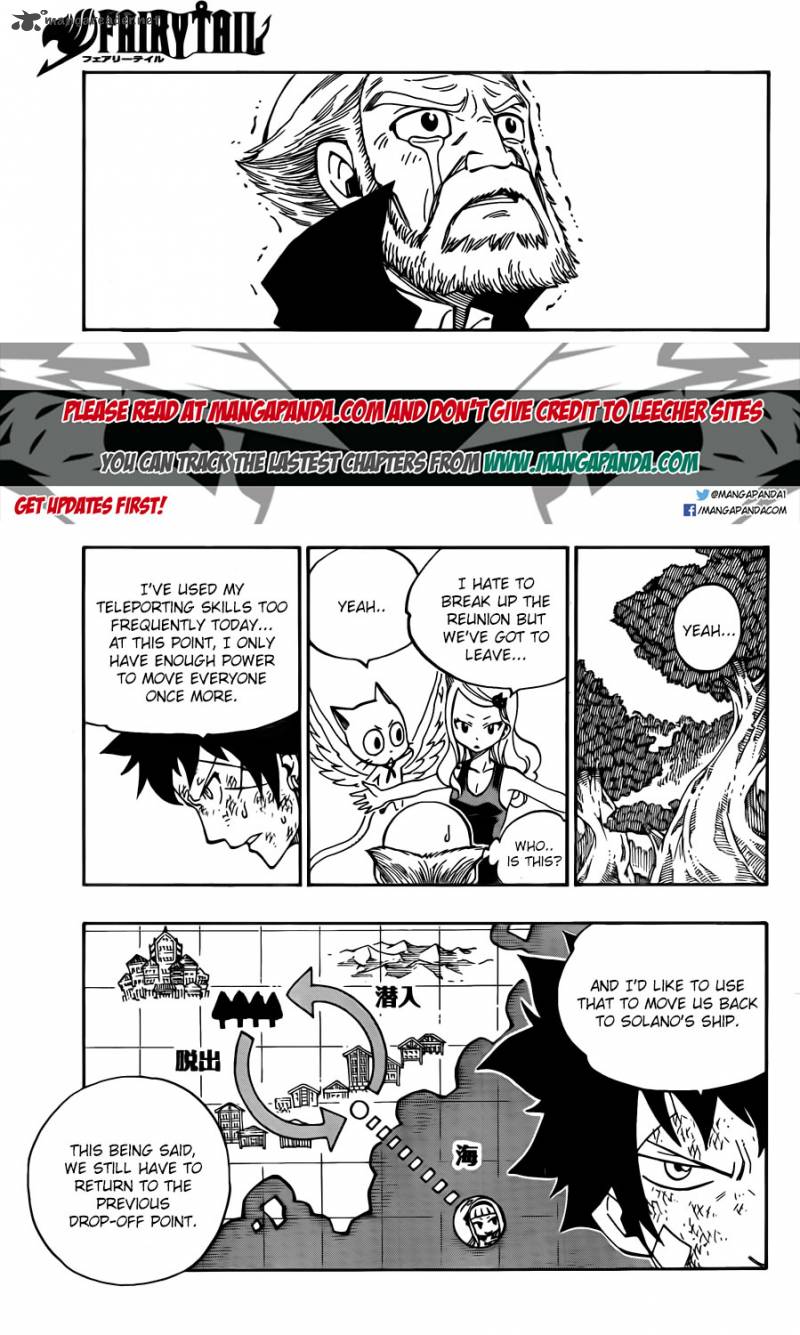 mangareader.net
FAIRY TAIL
フェアリーテイル
PLEASE READ AT MANGAPANDA.COM AND DON'T GIVE CREDIT TO LEECHER SITES
YOU CAN TRACK THE LASTEST CHAPTERS FROM WWW.MANGAPANDA.COM
GET UPDATES FIRST!
@MANGAPANDA1
/MANGAPANDACOM
YEAH...
I HATE TO
BREAK UP THE
REUNION BUT
WE'VE GOT TO
LEAVE...
YEAH..
WHO..
IS THIS?
I'VE USED MY
TELEPORTING SKILLS TOO
FREQUENTLY TODAY...
AT THIS POINT, I ONLY
HAVE ENOUGH POWER
TO MOVE EVERYONE
ONCE MORE.
AND I'D LIKE TO USE
THAT TO MOVE US BACK
TO SOLANO'S SHIP.
潜入
脱出
海
THIS BEING SAID,
WE STILL HAVE TO
RETURN TO THE
PREVIOUS
DROP-OFF POINT.